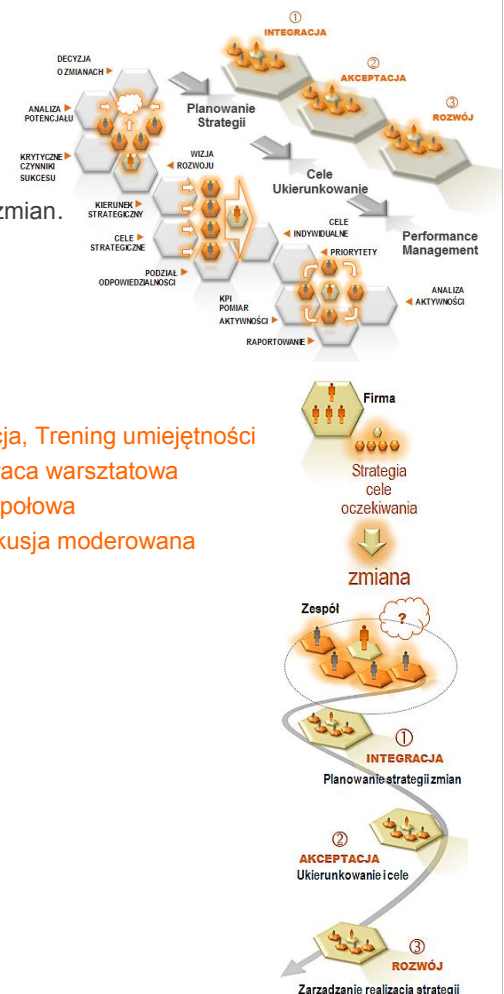 ①
INTEGRACJA
②
AKCEPTACJA
③
ROZWÓJ
DECYZJA
O ZMIANACH
ANALIZA
POTENCJAŁU
KRYTYCZNE
CZYNNIKI
SUKCESU
Planowanie
Strategii
WIZJA
ROZWOJU
KIERUNEK
STRATEGICZNY
CELE
STRATEGICZNE
PODZIAŁ
ODPOWIEDZIALNOSCI
Cele
Ukierunkowanie
CELE
INDYWIDUALNE
PRIORYTETY
Performance
Management
KPI
POMIAR
AKTYWNOŚCI
ANALIZA
AKTYWNOŚCI
RAPORTOWANIE
zmian.
cja, Trening umiejętności
raca warsztatowa
połowa
kusja moderowana
Firma
Strategia
cele
oczekiwania
zmiana
Zespół
?
①
INTEGRACJA
Planowanie strategii zmian
②
AKCEPTACJA
Ukierunkowanie i cele
③
ROZWÓJ
Zarządzanie realizacją strategii